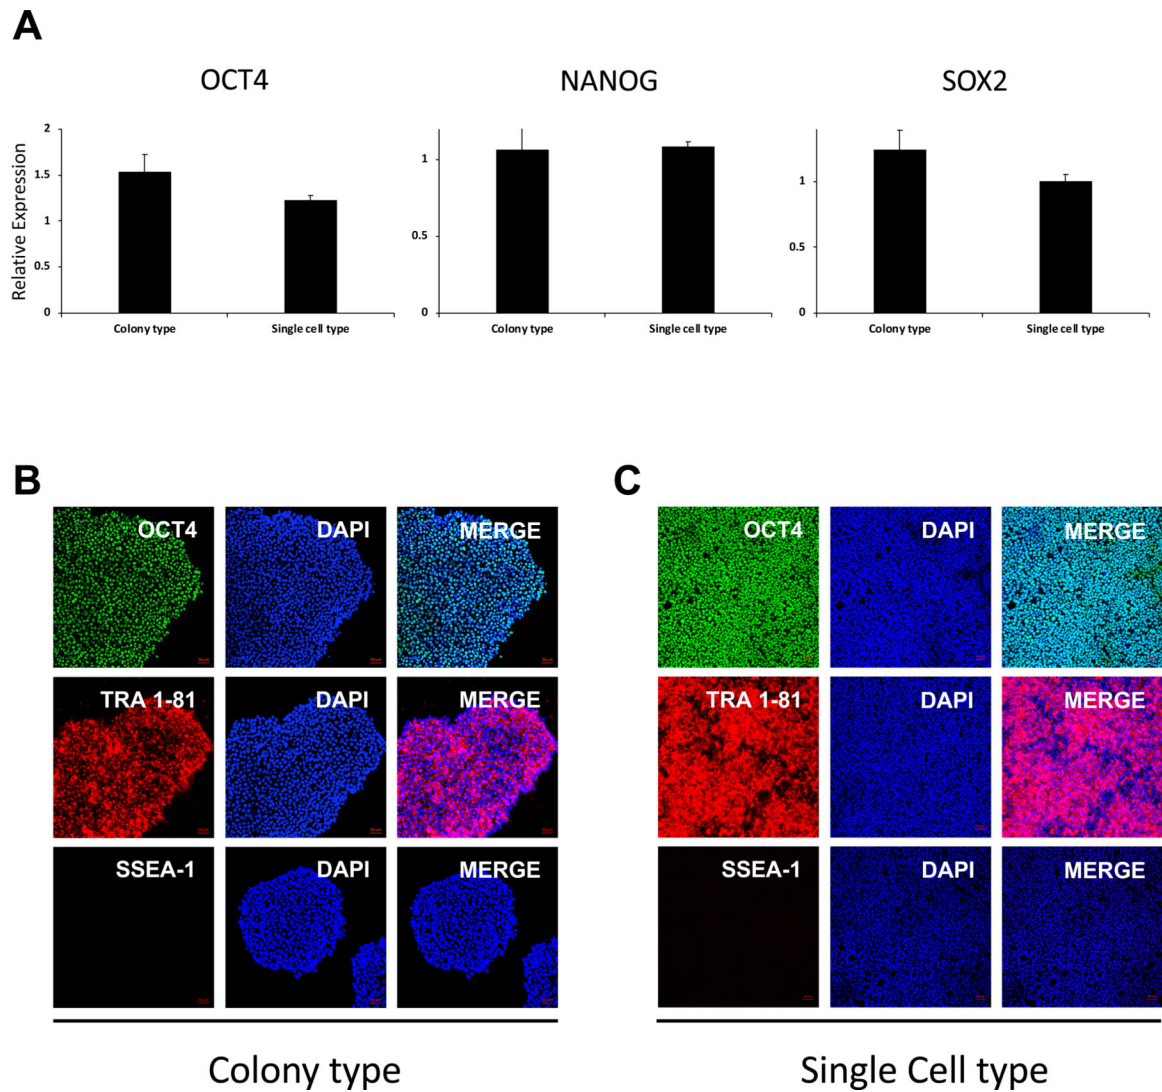 A
OCT4 NANOG SOX2
Relative Expression
2
1.5
1
0.5
0
Colony type Single cell type
1
0.5
0
Colony type Single cell type
1
0.5
0
Colony type Single cell type
B
OCT4 DAPI MERGE
TRA 1-81 DAPI MERGE
SSEA-1 DAPI MERGE
Colony type
C
OCT4 DAPI MERGE
TRA 1-81 DAPI MERGE
SSEA-1 DAPI MERGE
Single Cell type